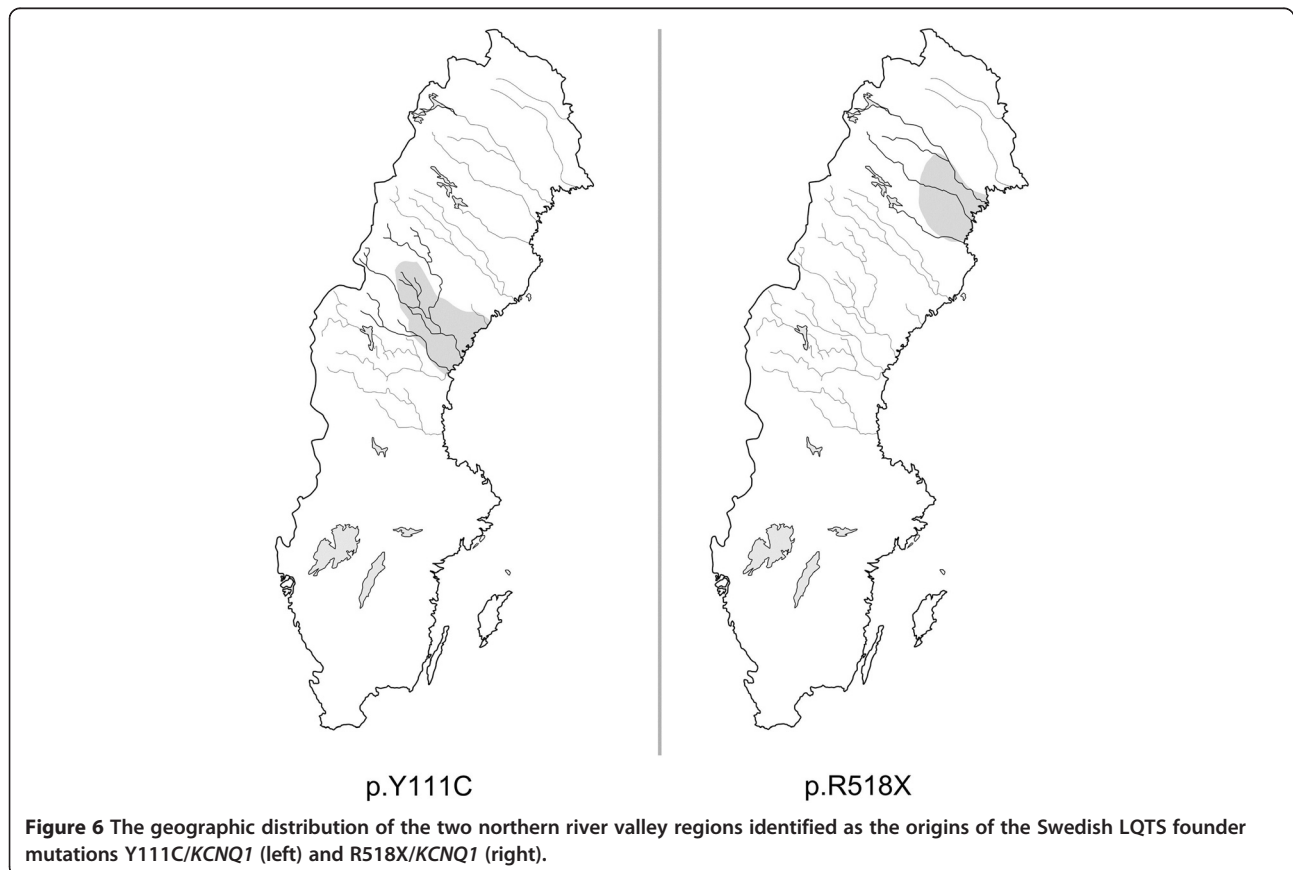 p.Y111C
p.R518X
Figure 6 The geographic distribution of the two northern river valley regions identified as the origins of the Swedish LQTS founder
mutations Y111C/KCNQ1 (left) and R518X/KCNQ1 (right).